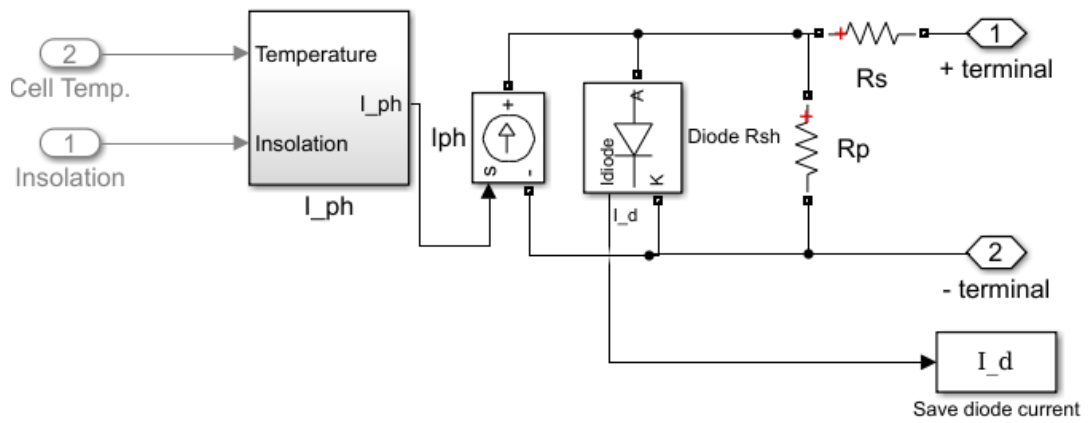 2
Cell Temp.
1
Insolation
Temperature
I_ph
Insolation
I_ph
Iph
+
s
-
A
Idiode
K
I_d
Diode Rsh
+
Rs
+
Rp
1
+ terminal
2
- terminal
I_d
Save diode current